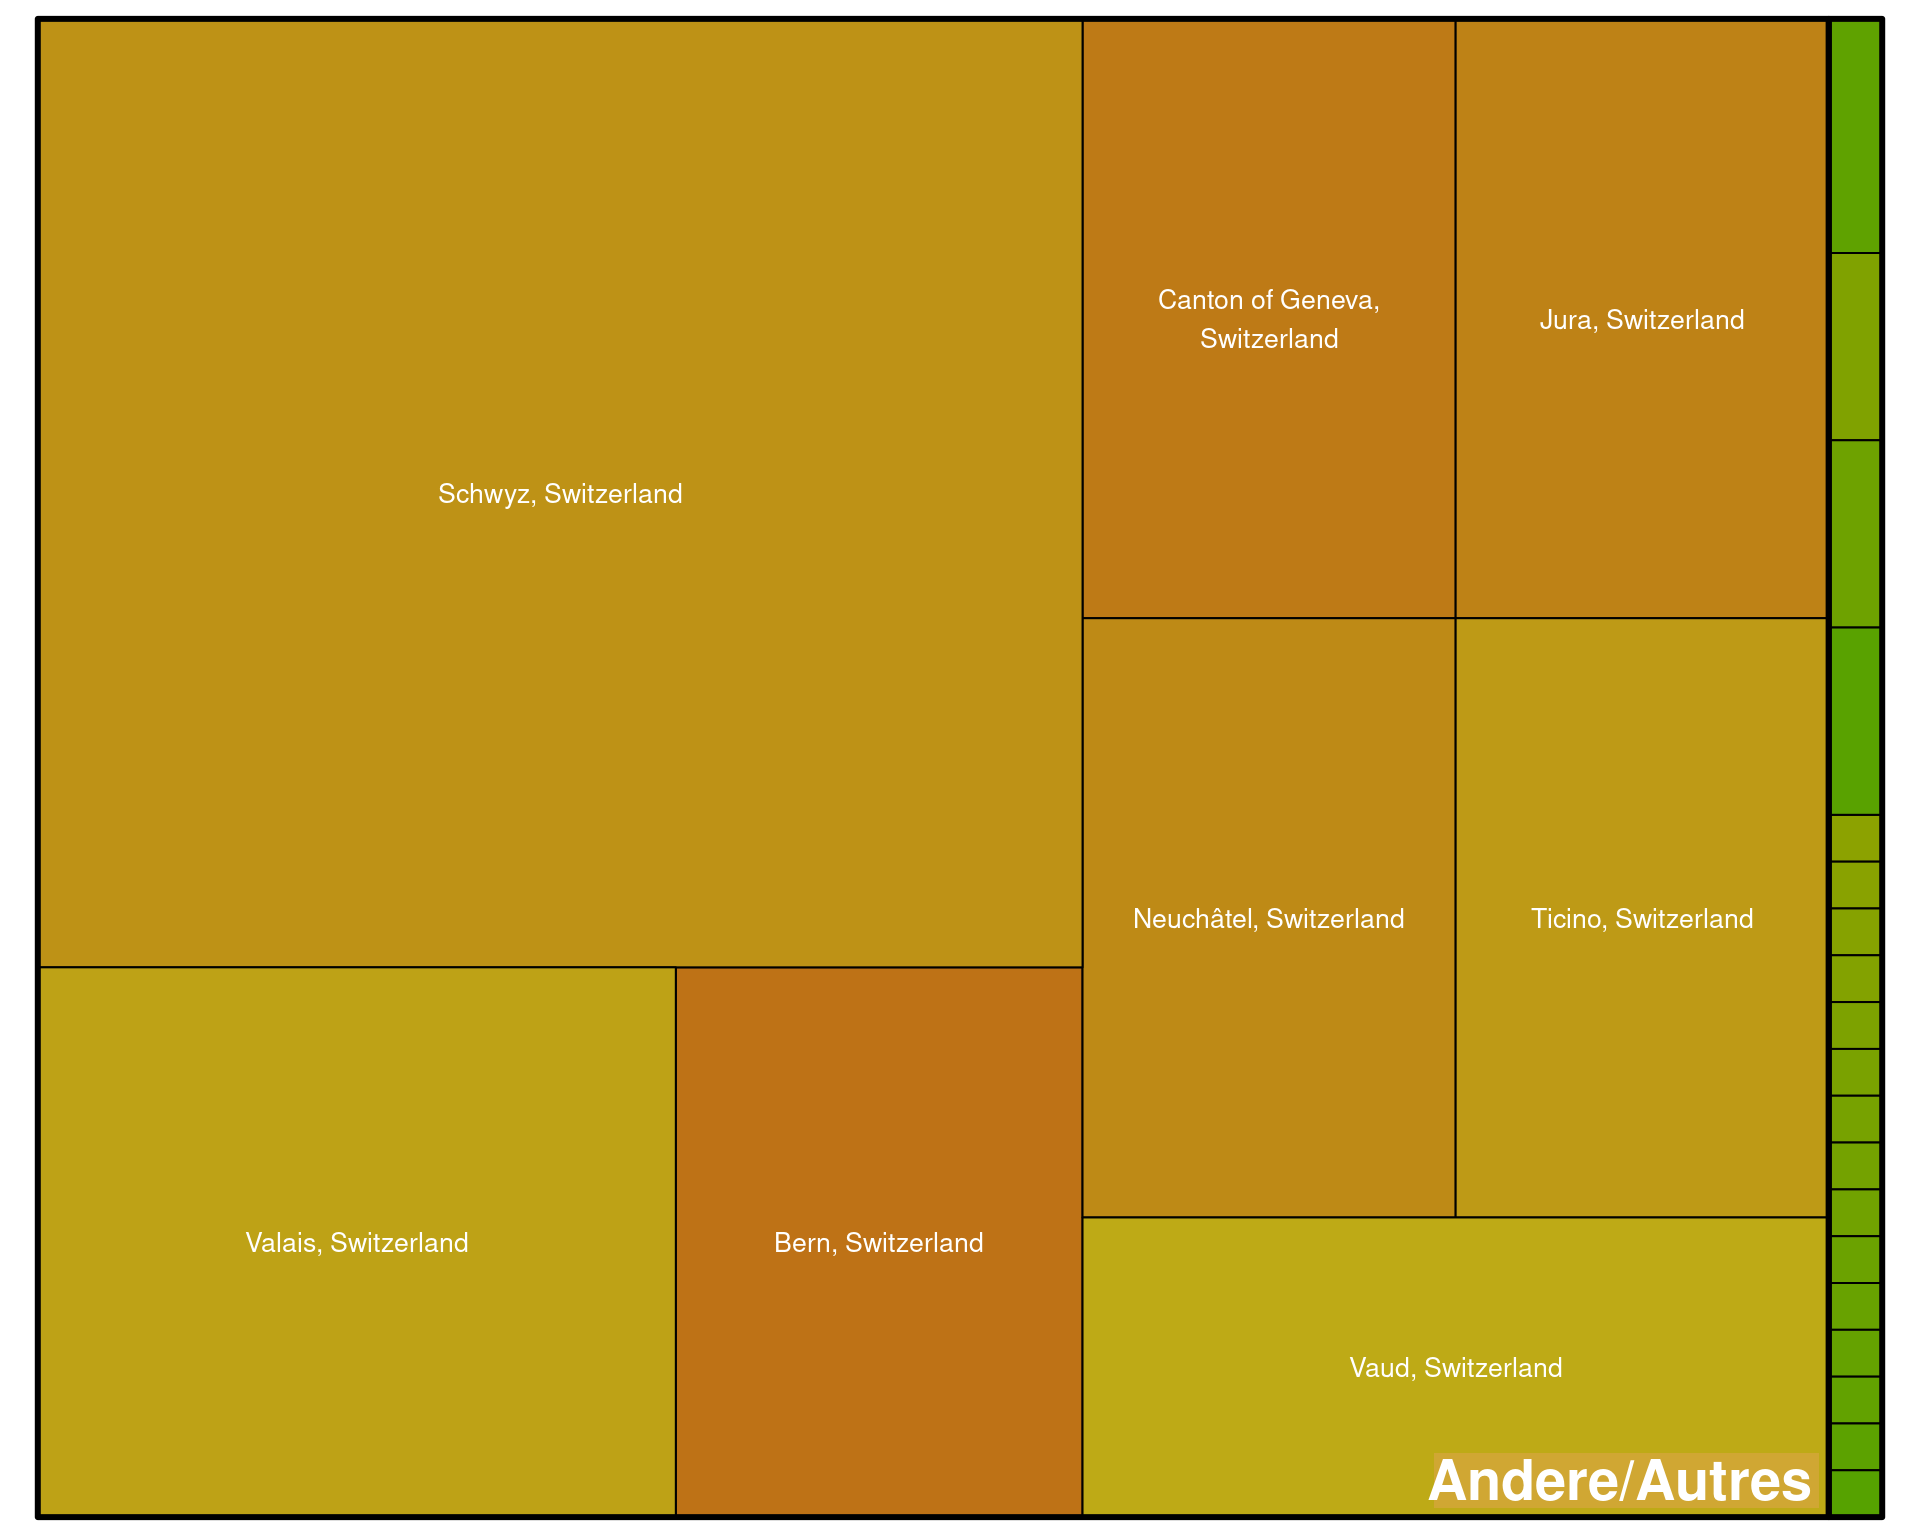 Canton of Geneva,
Switzerland
Jura, Switzerland
Schwyz, Switzerland
Neuchâtel, Switzerland
Ticino, Switzerland
Valais, Switzerland
Bern, Switzerland
Vaud, Switzerland
Andere/Autres